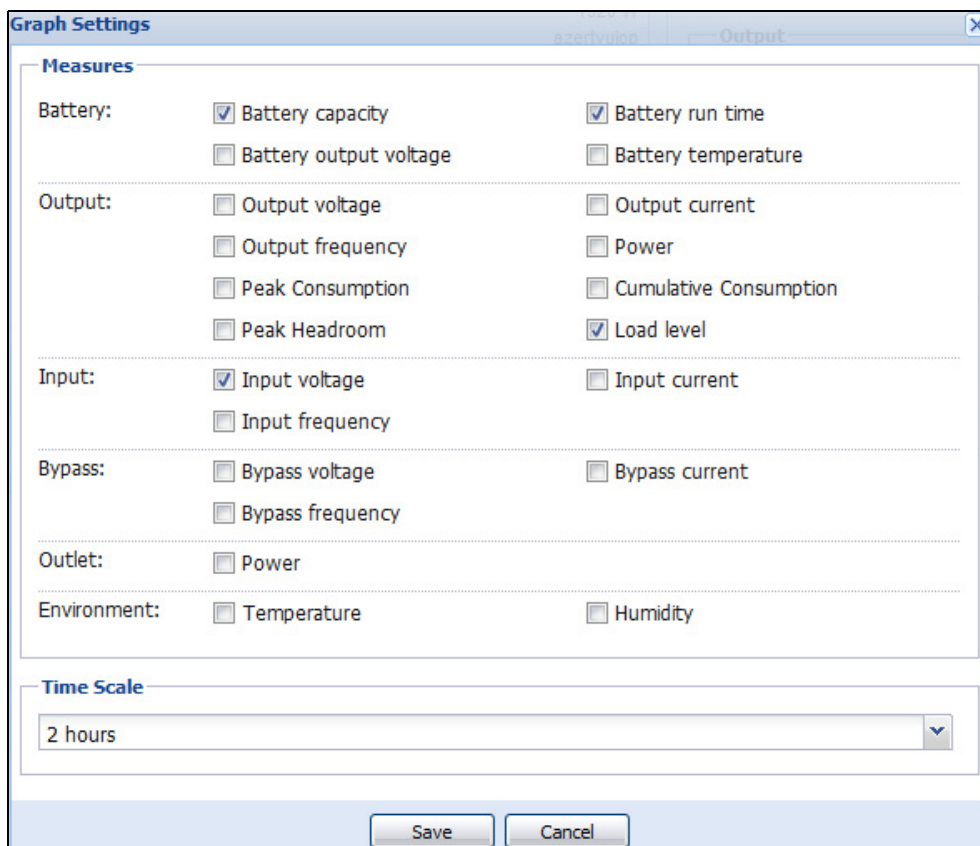 Graph Settings
azertyuiop
Output
Measures
Battery:
Battery capacity
Battery run time
Battery output voltage
Battery temperature
Output:
Output voltage
Output current
Output frequency
Power
Peak Consumption
Cumulative Consumption
Peak Headroom
Load level
Input:
Input voltage
Input current
Input frequency
Bypass:
Bypass voltage
Bypass current
Bypass frequency
Outlet:
Power
Environment:
Temperature
Humidity
Time Scale
2 hours
Save
Cancel